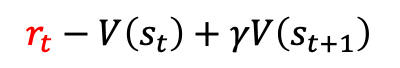 r_t − V(s_t) + γV(s_{t+1})